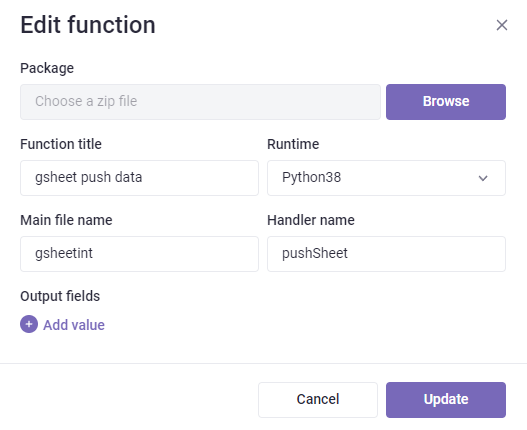 Edit function
Package
Choose a zip file
Browse
Function title
Runtime
gsheet push data
Python38
Main file name
Handler name
gsheetint
pushSheet
Output fields
Add value
Cancel
Update